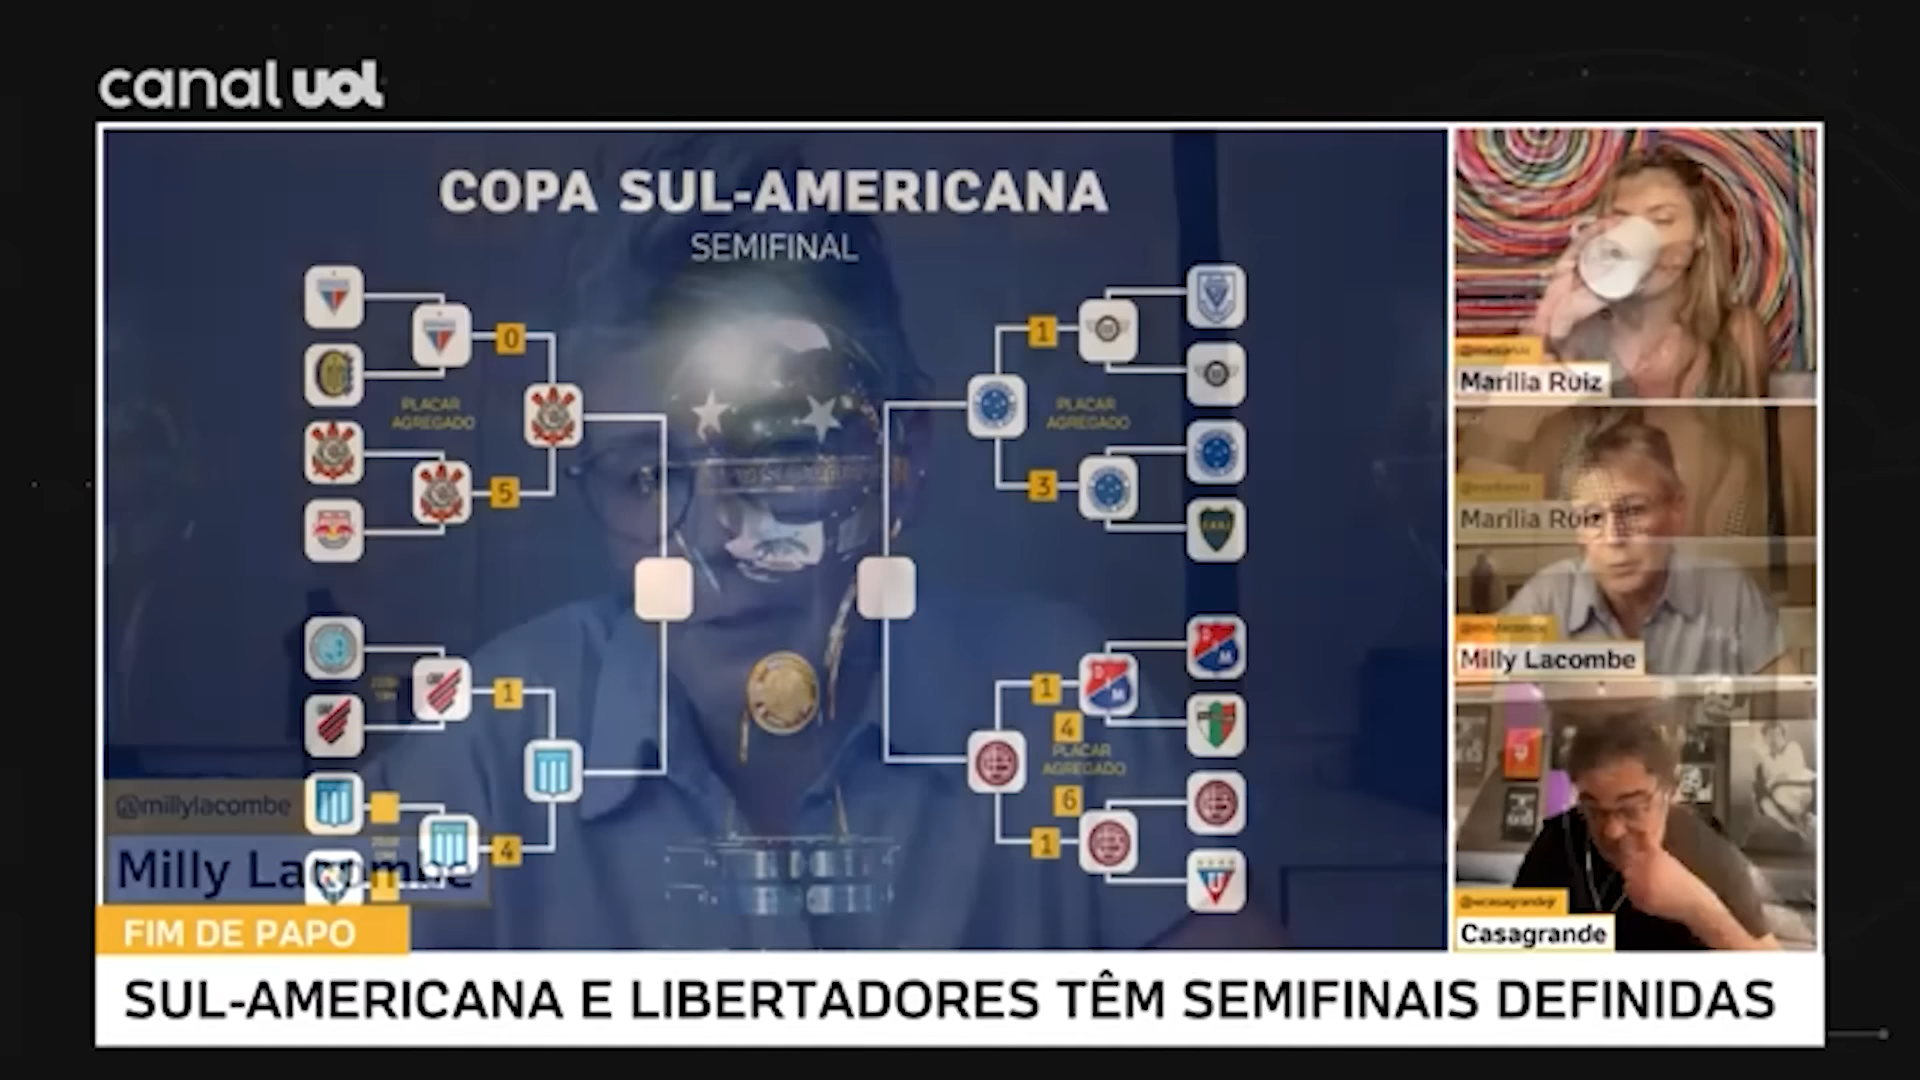 canal uol
COPA SUL-AMERICANA
SEMIFINAL
0
PLACAR
AGREGADO
5
1
4
1
PLACAR
AGREGADO
3
1
4
PLACAR
AGREGADO
6
1
@millylacombe
Milly Lacombe
FIM DE PAPO
SUL-AMERICANA E LIBERTADORES TÊM SEMIFINAIS DEFINIDAS
Marília Ruiz
Marília Ruiz
@millylacombe
Milly Lacombe
@wcasagrandejr
Casagrande